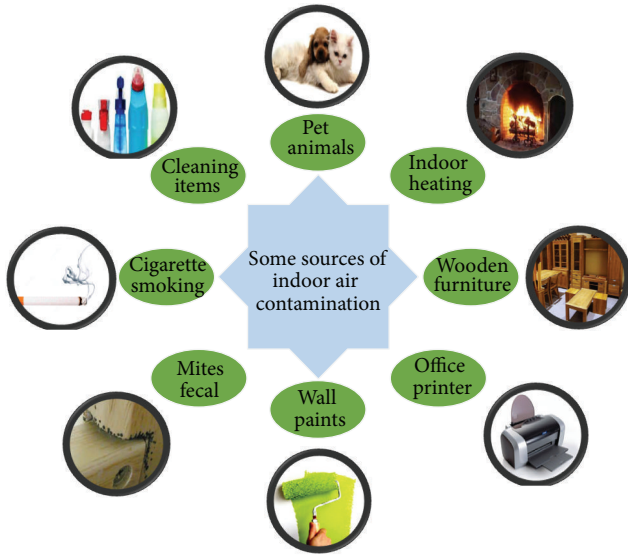 Pet
animals
Cleaning
items
Indoor
heating
Cigarette
smoking
Some sources of
indoor air
contamination
Wooden
furniture
Mites
fecal
Office
printer
Wall
paints